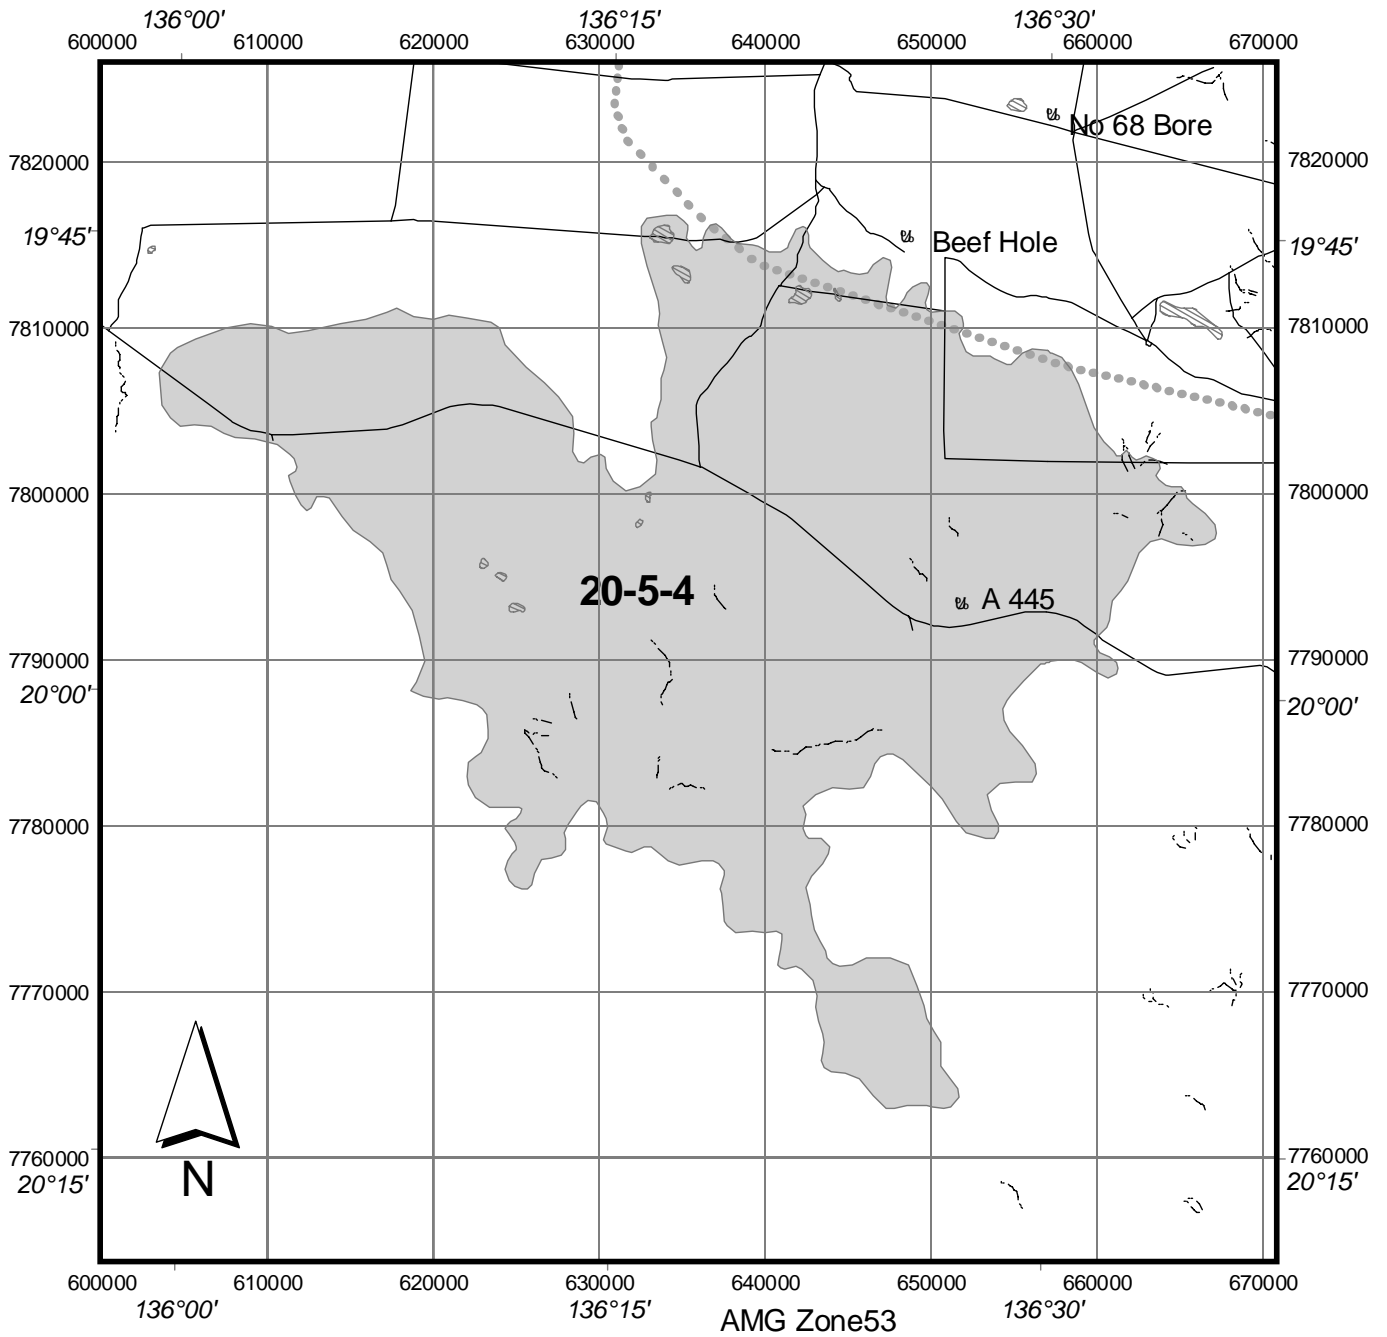 136°00' 136°15' 136°30'
600000 610000 620000 630000 640000 650000 660000 670000
No 68 Bore
7820000 7820000
19°45' Beef Hole 19°45'
7810000 7810000
7800000 7800000
20-5-4 A 445
7790000 7790000
20°00' 20°00'
7780000 7780000
7770000 7770000
7760000 7760000
20°15' N 20°15'
600000 610000 620000 630000 640000 650000 660000 670000
136°00' 136°15' 136°30'
AMG Zone53